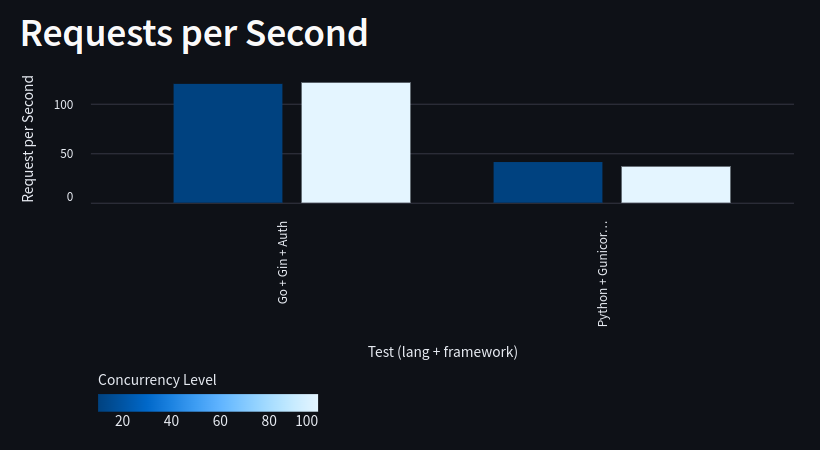 Requests per Second
Request per Second
100
50
0
Go + Gin + Auth
Python + Gunicor…
Test (lang + framework)
Concurrency Level
20 40 60 80 100